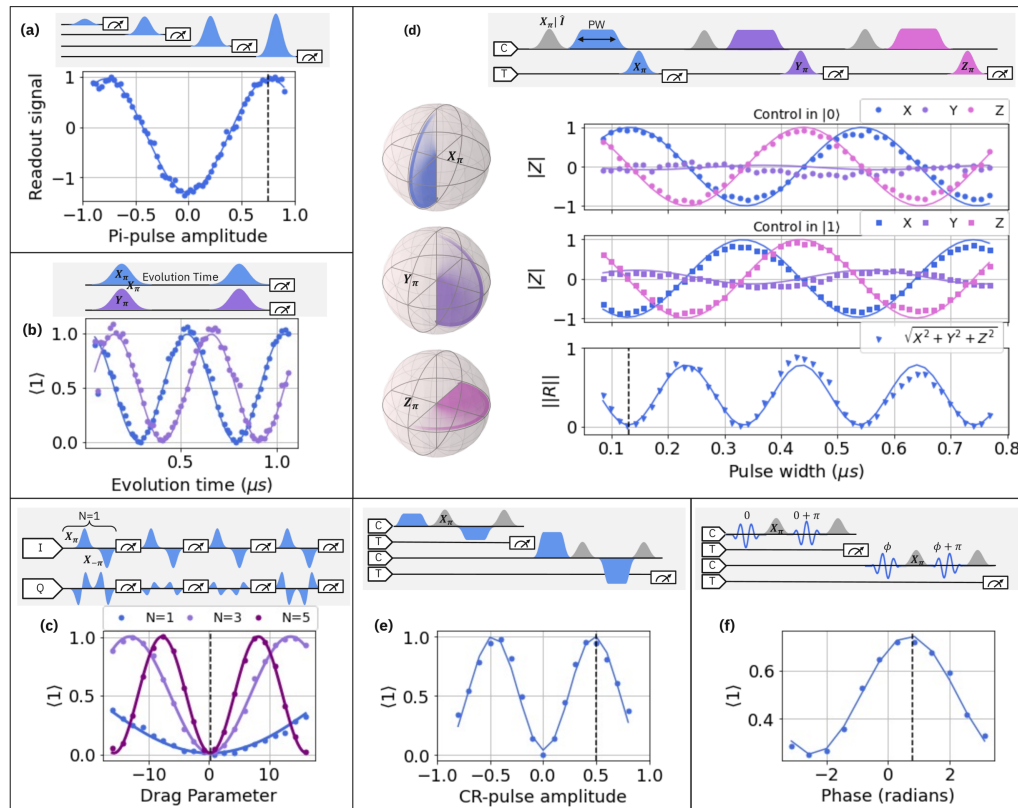 (a)
Readout signal
1
0
−1
−1.0 −0.5 0.0 0.5 1.0
Pi-pulse amplitude
X_π Evolution Time
X_π
Y_π
(b)
⟨1⟩
1.0
0.5
0.0
0.5 1.0
Evolution time (μs)
(d)
X_π | Î PW
C
T X_π Y_π Z_π
X_π
Y_π
Z_π
Control in |0⟩ X Y Z
|Z|
1
0
−1
Control in |1⟩ X Y Z
|Z|
1
0
−1
√X² + Y² + Z²
||R||
1
0
0.1 0.2 0.3 0.4 0.5 0.6 0.7 0.8
Pulse width (μs)
N=1
X_π
I
X_−π
Q
(c)
N=1 N=3 N=5
⟨1⟩
1.0
0.5
0.0
−10 0 10
Drag Parameter
C X_π
T
C
T
(e)
⟨1⟩
1.0
0.5
0.0
−1.0 −0.5 0.0 0.5 1.0
CR-pulse amplitude
0 0 + π
C X_π
T ϕ ϕ + π
C X_π
T
(f)
⟨1⟩
0.6
0.4
−2 0 2
Phase (radians)